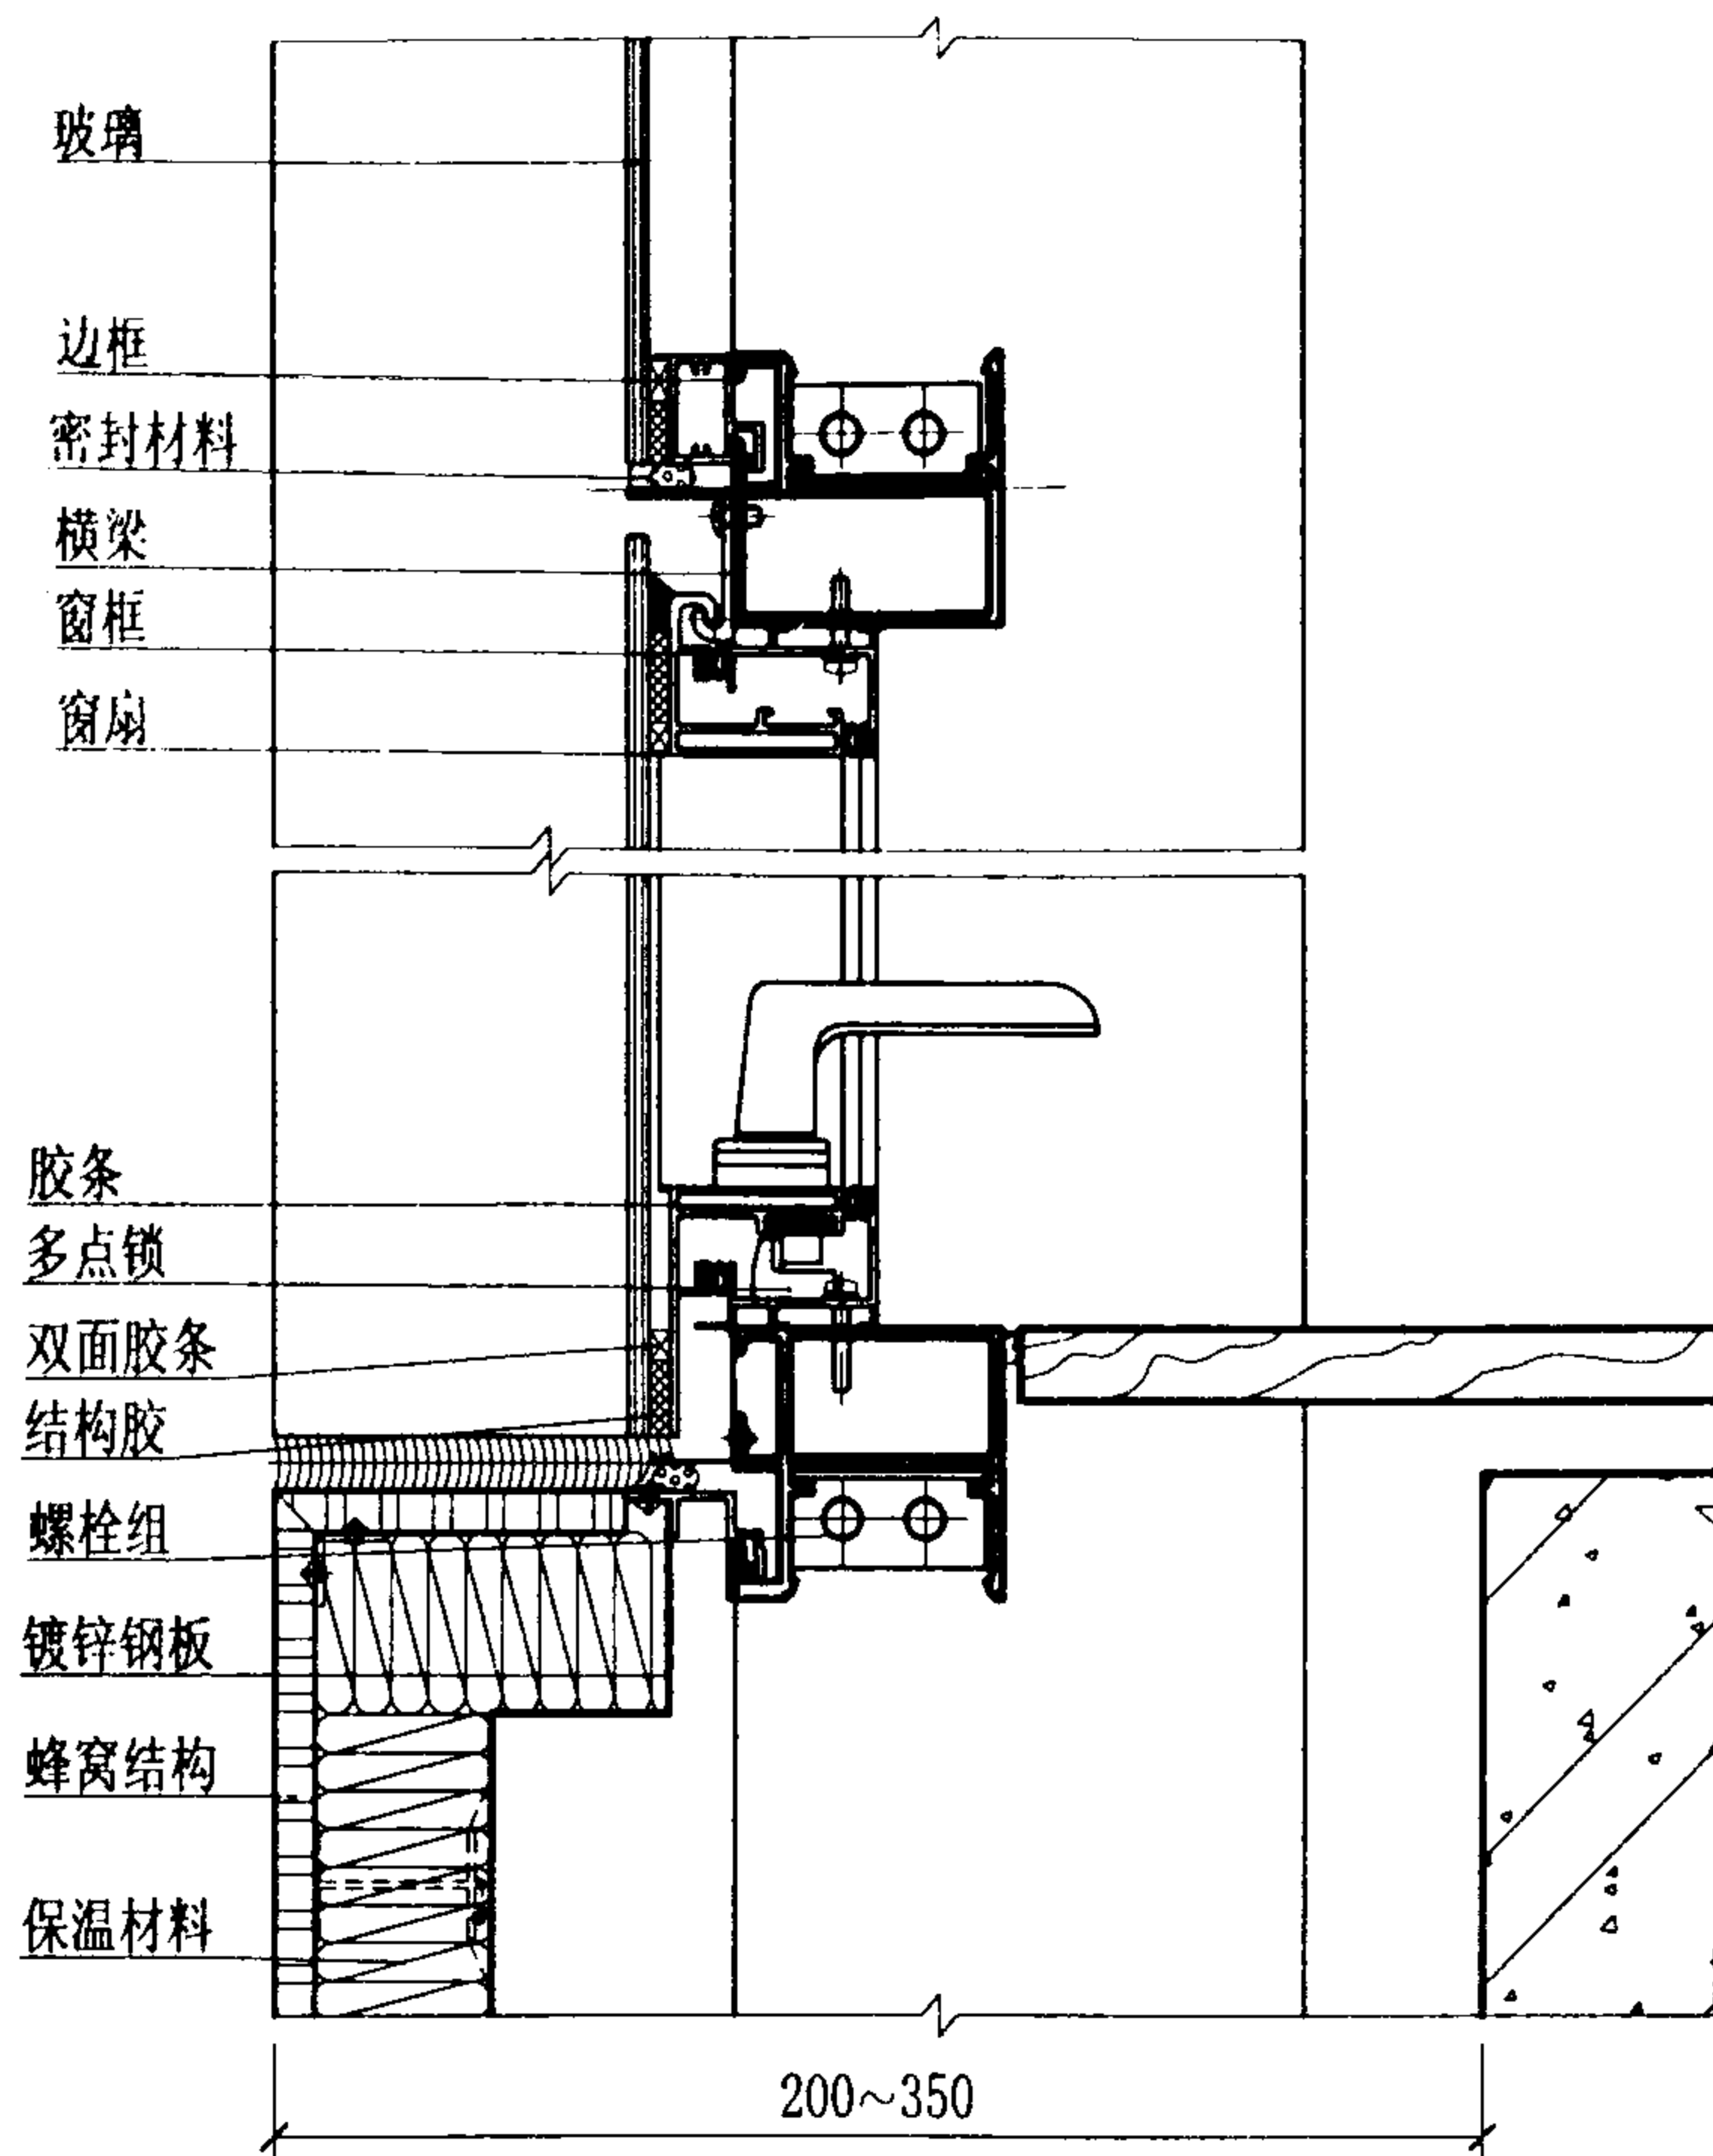 玻璃
边框
密封材料
横梁
窗框
窗扇
胶条
多点锁
双面胶条
结构胶
螺栓组
镀锌钢板
蜂窝结构
保温材料
200~350